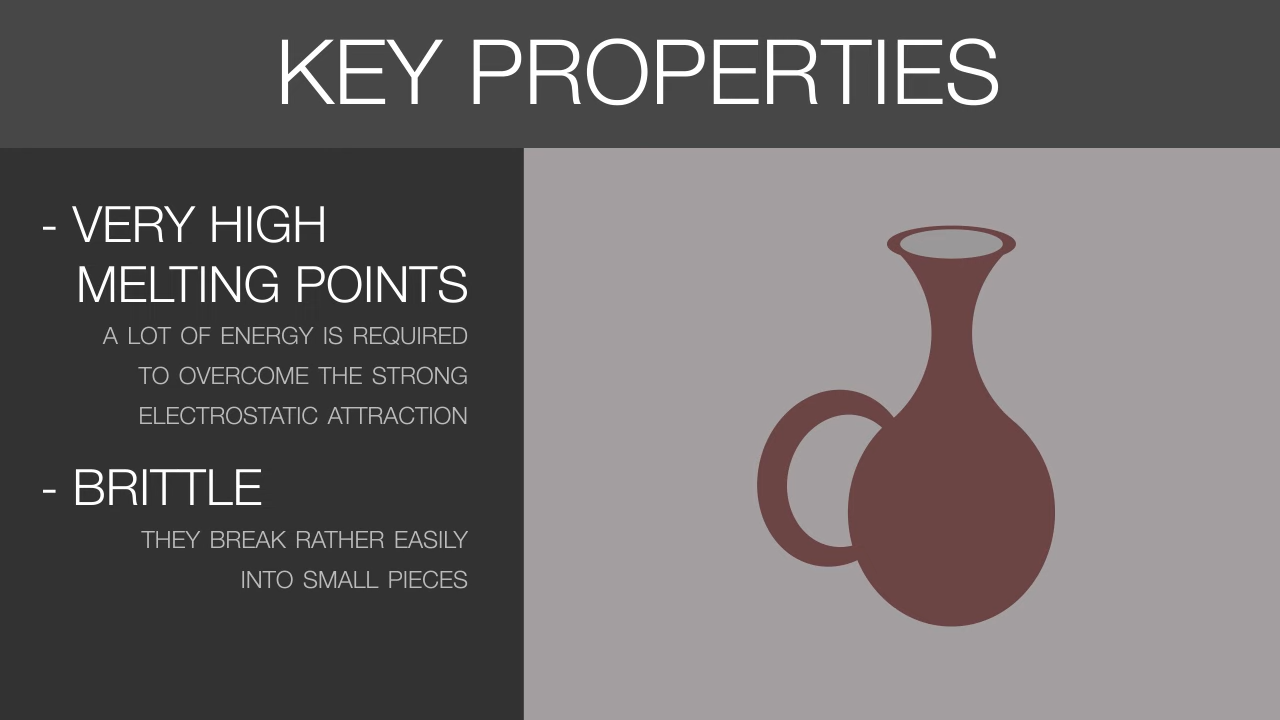 KEY PROPERTIES
- VERY HIGH
MELTING POINTS
A LOT OF ENERGY IS REQUIRED
TO OVERCOME THE STRONG
ELECTROSTATIC ATTRACTION
- BRITTLE
THEY BREAK RATHER EASILY
INTO SMALL PIECES